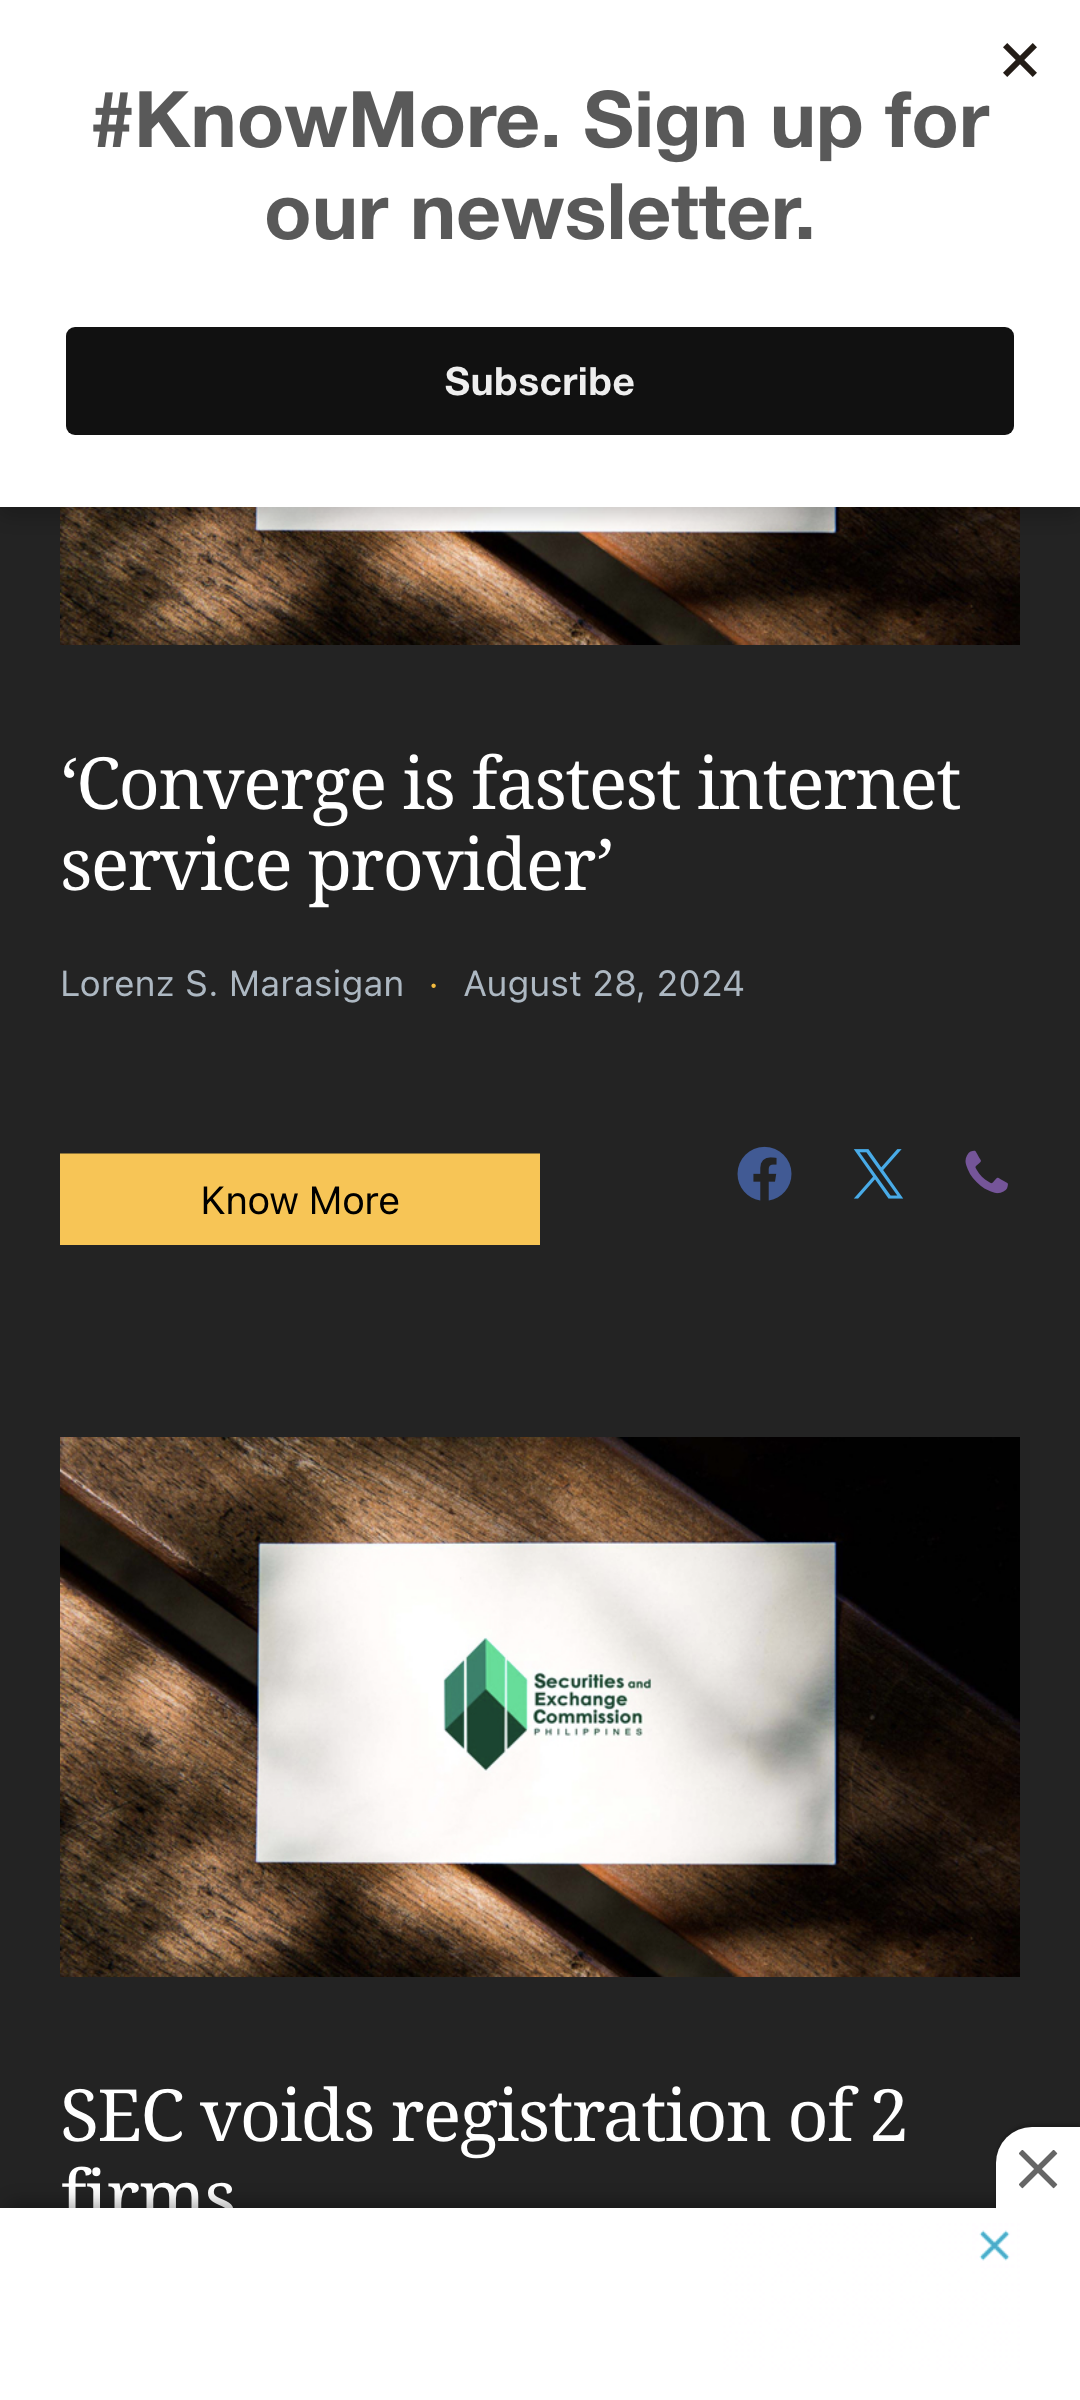 #KnowMore. Sign up for
our newsletter.
Subscribe
‘Converge is fastest internet
service provider’
Lorenz S. Marasigan · August 28, 2024
Know More
Securities and
Exchange
Commission
PHILIPPINES
SEC voids registration of 2
firms